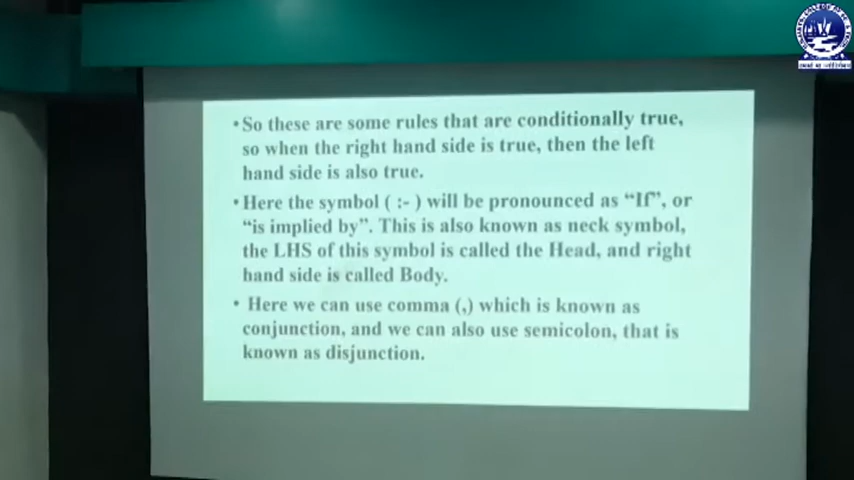 •So these are some rules that are conditionally true,
so when the right hand side is true, then the left
hand side is also true.
•Here the symbol ( :- ) will be pronounced as “If”, or
“is implied by”. This is also known as neck symbol,
the LHS of this symbol is called the Head, and right
hand side is called Body.
• Here we can use comma (,) which is known as
conjunction, and we can also use semicolon, that is
known as disjunction.